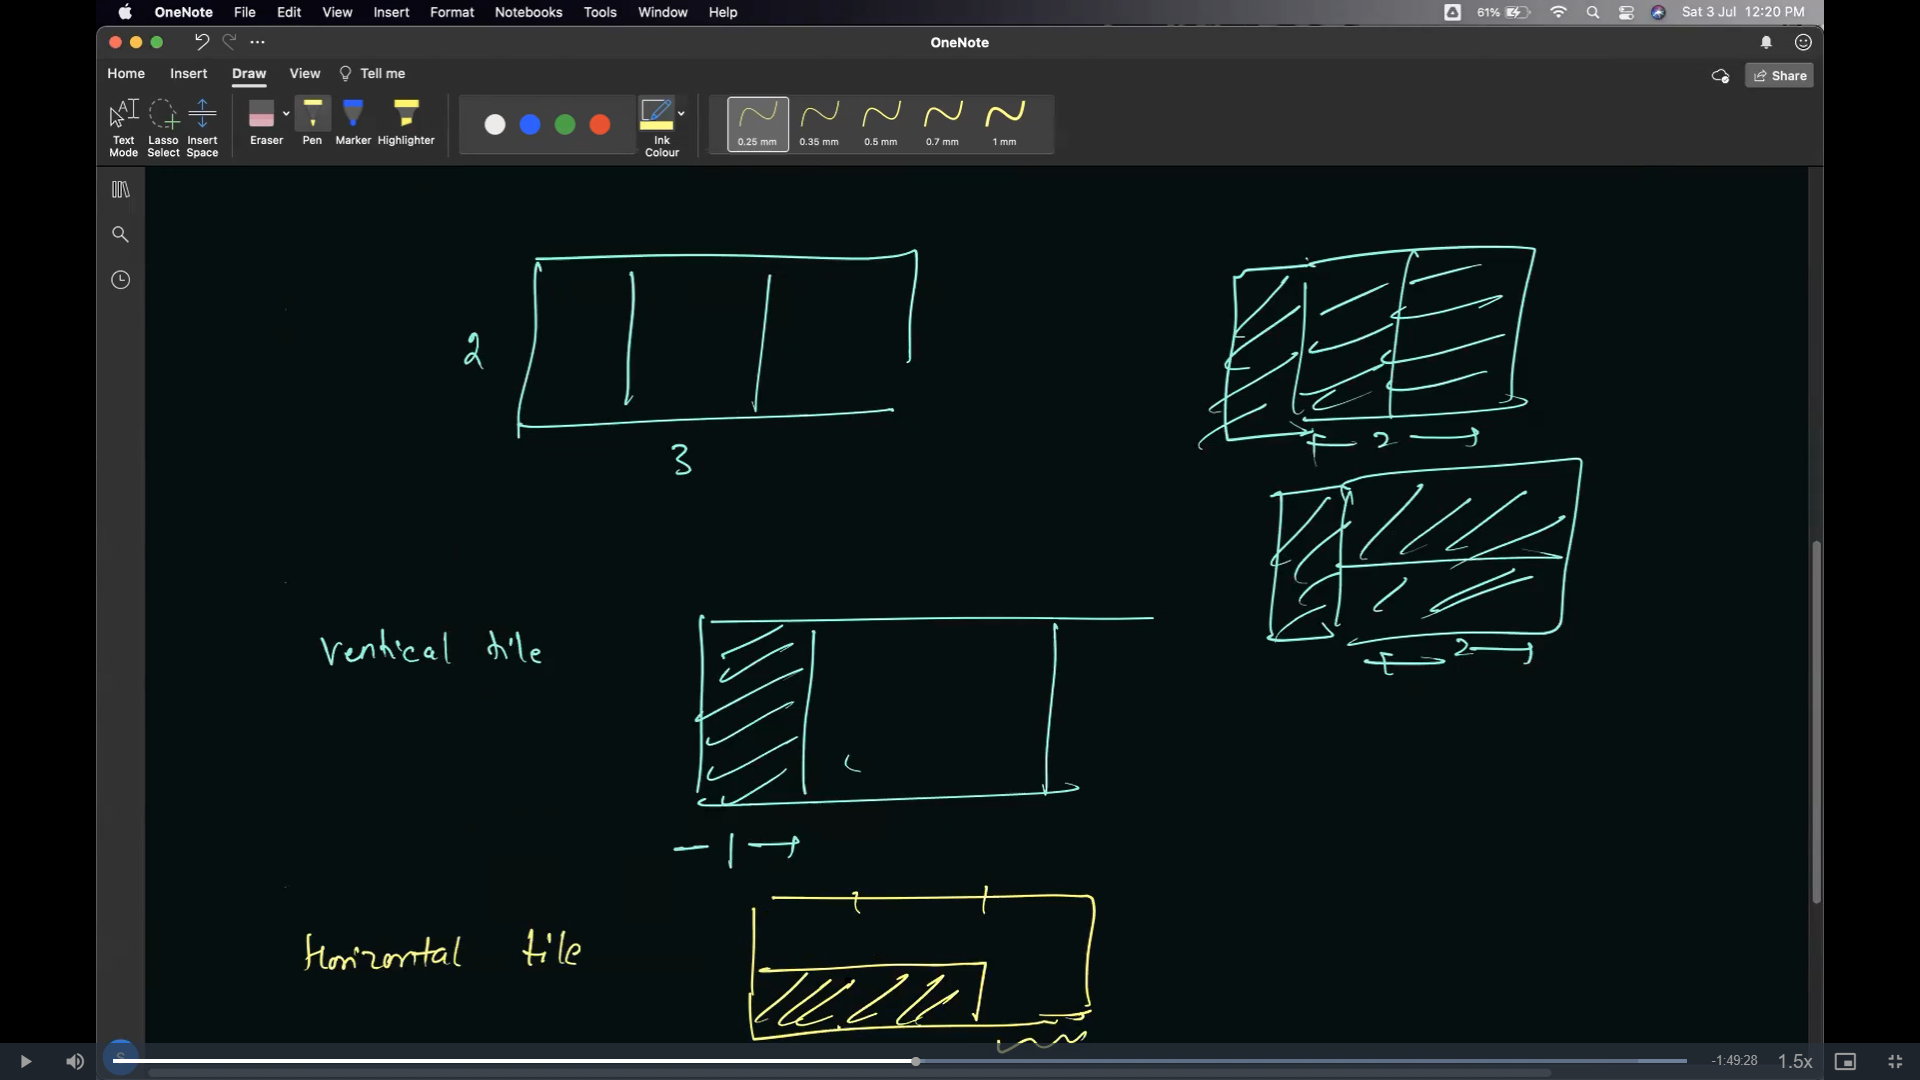 OneNote File Edit View Insert Format Notebooks Tools Window Help 61% Sat 3 Jul 12:20 PM
OneNote
Home Insert Draw View Tell me Share
Text Mode Lasso Select Insert Space Eraser Pen Marker Highlighter Ink Colour 0.25 mm 0.35 mm 0.5 mm 0.7 mm 1 mm
2
3
2
2
Vertical tile
1
Horizontal tile
S -1:49:28 1.5x